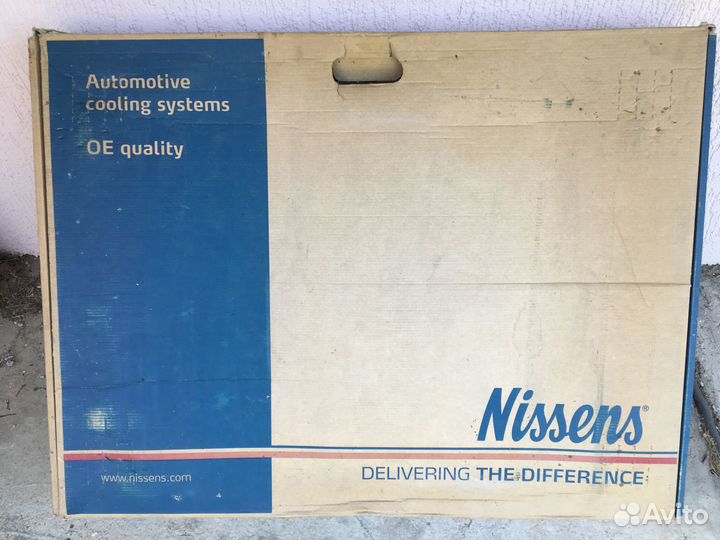 Automotive
cooling systems
OE quality
Nissens®
www.nissens.com
DELIVERING THE DIFFERENCE
Avito